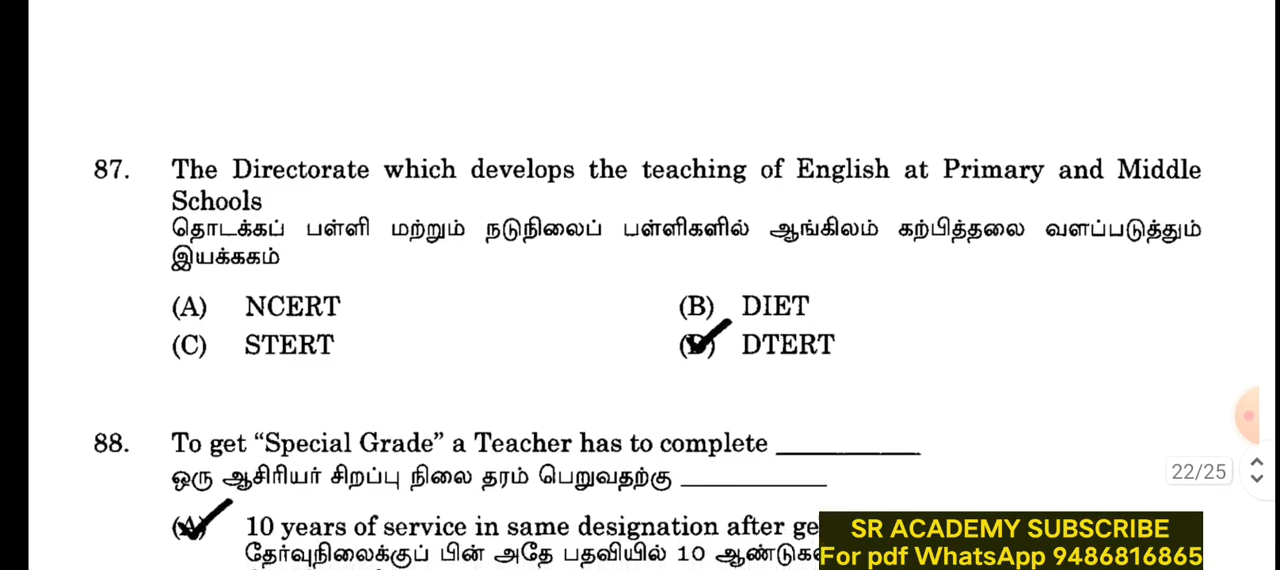 87. The Directorate which develops the teaching of English at Primary and Middle
Schools
தொடக்கப் பள்ளி மற்றும் நடுநிலைப் பள்ளிகளில் ஆங்கிலம் கற்பித்தலை வளப்படுத்தும்
இயக்ககம்
(A) NCERT (B) DIET
(C) STERT (D) DTERT
88. To get “Special Grade” a Teacher has to complete ___________
ஒரு ஆசிரியர் சிறப்பு நிலை தரம் பெறுவதற்கு ___________
22/25
(A) 10 years of service in same designation after
தேர்வுநிலைக்குப் பின் அதே பதவியில் 10
SR ACADEMY SUBSCRIBE
For pdf WhatsApp 9486816865